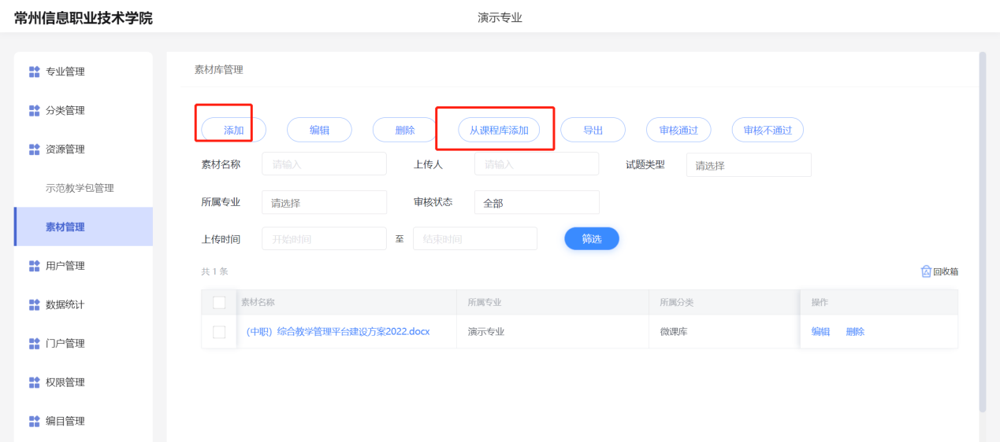 常州信息职业技术学院 演示专业
专业管理
分类管理
资源管理
示范教学包管理
素材管理
用户管理
数据统计
门户管理
权限管理
编目管理
素材库管理
添加 编辑 删除 从课程库添加 导出 审核通过 审核不通过
素材名称 请输入 上传人 请输入 试题类型 请选择
所属专业 请选择 审核状态 全部
上传时间 开始时间 至 结束时间 筛选
共 1 条 回收箱
素材名称 所属专业 所属分类 操作
（中职）综合教学管理平台建设方案2022.docx 演示专业 微课库 编辑 删除